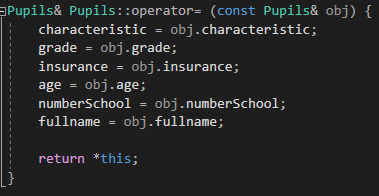 Pupils& Pupils::operator= (const Pupils& obj) {
characteristic = obj.characteristic;
grade = obj.grade;
insurance = obj.insurance;
age = obj.age;
numberSchool = obj.numberSchool;
fullname = obj.fullname;
return *this;
}